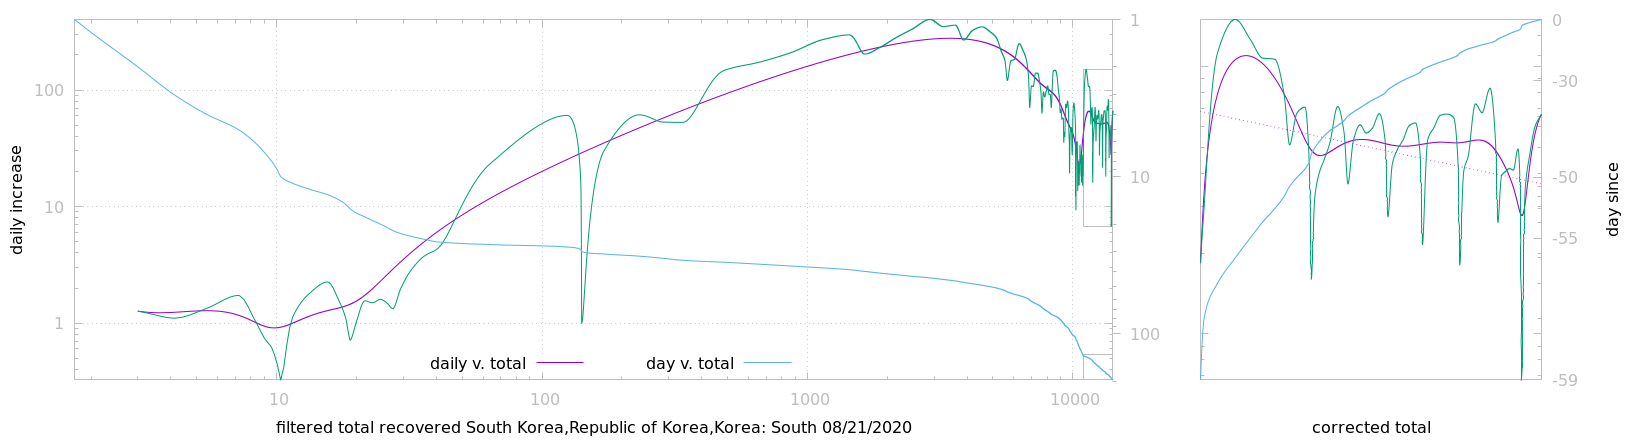 daily increase
100
10
1
10
100
1000
10000
1
10
100
daily v. total
day v. total
filtered total recovered South Korea,Republic of Korea,Korea: South 08/21/2020
0
-30
-50
-55
-59
day since
corrected total